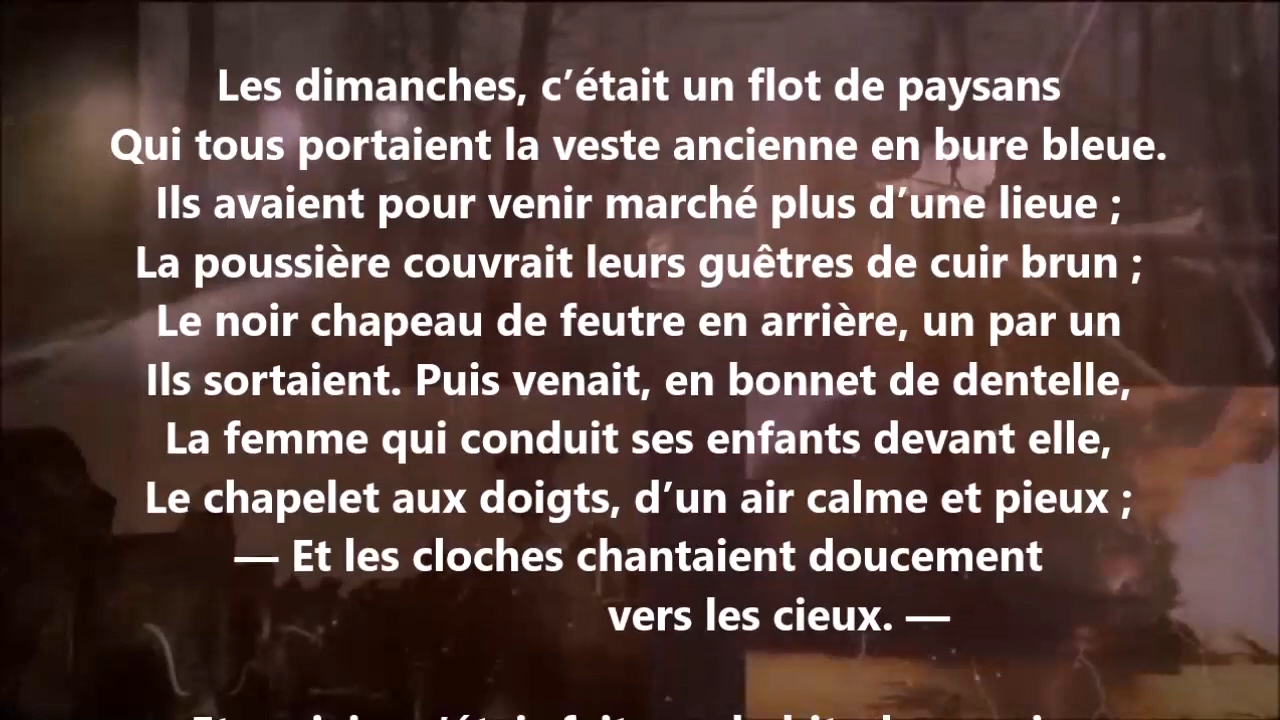 Les dimanches, c’était un flot de paysans
Qui tous portaient la veste ancienne en bure bleue.
Ils avaient pour venir marché plus d’une lieue ;
La poussière couvrait leurs guêtres de cuir brun ;
Le noir chapeau de feutre en arrière, un par un
Ils sortaient. Puis venait, en bonnet de dentelle,
La femme qui conduit ses enfants devant elle,
Le chapelet aux doigts, d’un air calme et pieux ;
— Et les cloches chantaient doucement
vers les cieux. —